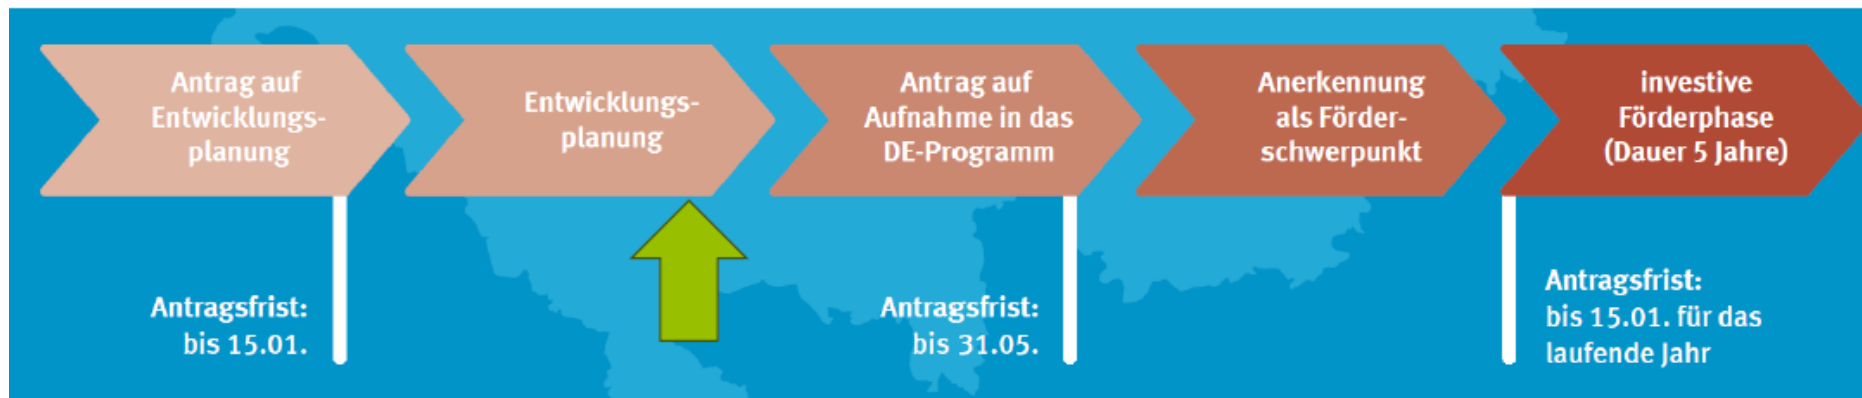 Antrag auf
Entwicklungs-
planung
Entwicklungs-
planung
Antrag auf
Aufnahme in das
DE-Programm
Anerkennung
als Förder-
schwerpunkt
investive
Förderphase
(Dauer 5 Jahre)
Antragsfrist:
bis 15.01.
Antragsfrist:
bis 31.05.
Antragsfrist:
bis 15.01. für das
laufende Jahr